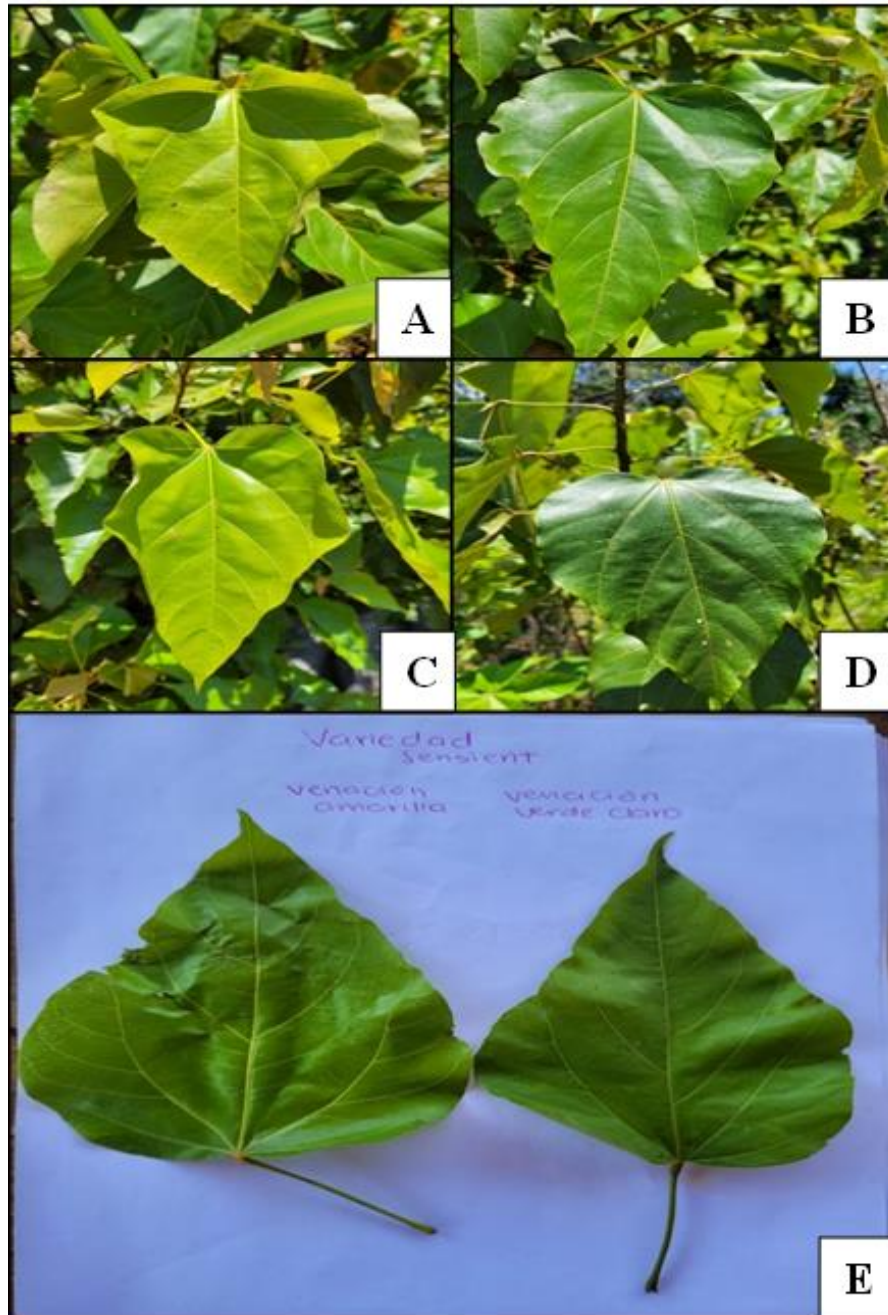 A
B
C
D
Variedad
Sensient
Venación
amarilla
venación
verde claro
E